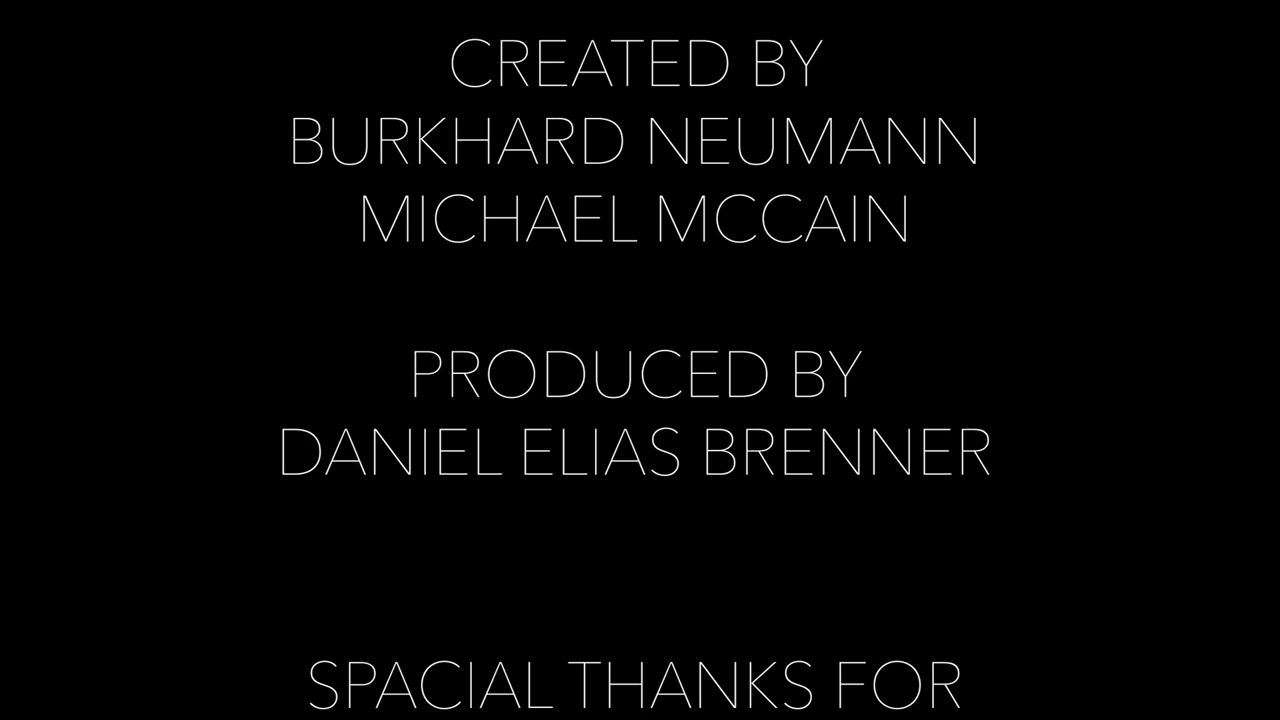 CREATED BY
BURKHARD NEUMANN
MICHAEL MCCAIN
PRODUCED BY
DANIEL ELIAS BRENNER
SPACIAL THANKS FOR